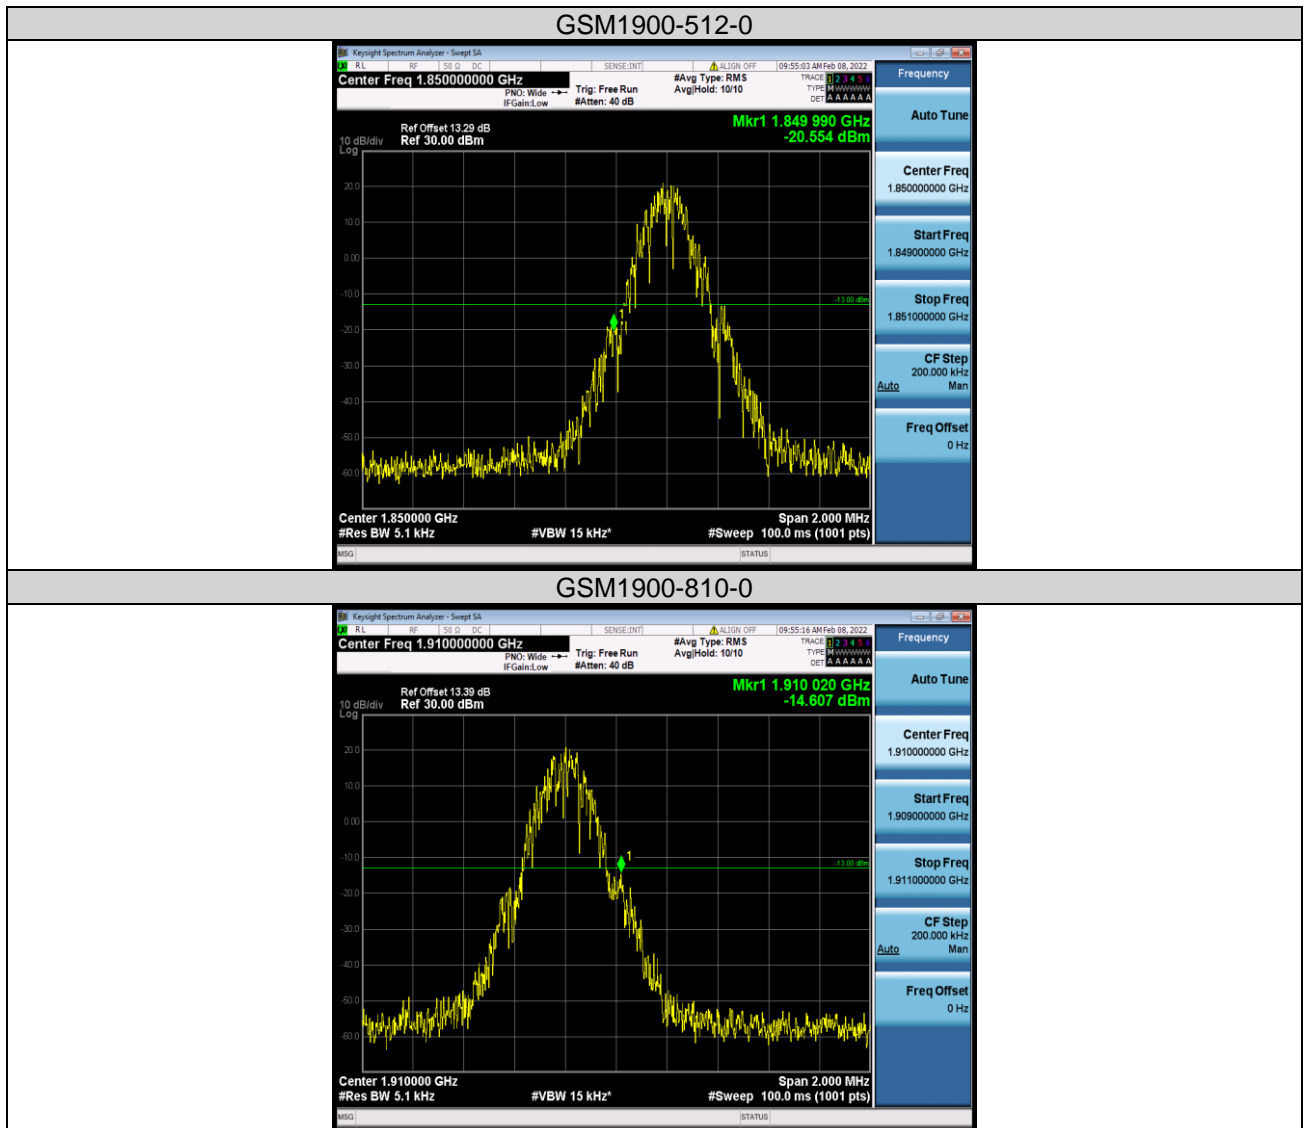 GSM1900-512-0
Keysight Spectrum Analyzer - Swept SA
RL RF 50 Ω DC SENSE:INT ALIGN OFF 09:55:03 AM Feb 08, 2022
Center Freq 1.850000000 GHz
PNO: Wide
IFGain:Low
Trig: Free Run
#Atten: 40 dB
#Avg Type: RMS
Avg|Hold: 10/10
TRACE 1 2 3 4 5 6
TYPE M W W W W W
DET A A A A A A
Mkr1 1.849 990 GHz
-20.554 dBm
Ref Offset 13.29 dB
10 dB/div Ref 30.00 dBm
Log
20.0
10.0
0.00
-10.0
-20.0
-30.0
-40.0
-50.0
-60.0
-13.00 dBm
1
Center 1.850000 GHz Span 2.000 MHz
#Res BW 5.1 kHz #VBW 15 kHz* #Sweep 100.0 ms (1001 pts)
MSG STATUS
Frequency
Auto Tune
Center Freq
1.850000000 GHz
Start Freq
1.849000000 GHz
Stop Freq
1.851000000 GHz
CF Step
200.000 kHz
Auto Man
Freq Offset
0 Hz
GSM1900-810-0
Keysight Spectrum Analyzer - Swept SA
RL RF 50 Ω DC SENSE:INT ALIGN OFF 09:55:16 AM Feb 08, 2022
Center Freq 1.910000000 GHz
PNO: Wide
IFGain:Low
Trig: Free Run
#Atten: 40 dB
#Avg Type: RMS
Avg|Hold: 10/10
TRACE 1 2 3 4 5 6
TYPE M W W W W W
DET A A A A A A
Mkr1 1.910 020 GHz
-14.607 dBm
Ref Offset 13.39 dB
10 dB/div Ref 30.00 dBm
Log
20.0
10.0
0.00
-10.0
-20.0
-30.0
-40.0
-50.0
-60.0
-13.00 dBm
1
Center 1.910000 GHz Span 2.000 MHz
#Res BW 5.1 kHz #VBW 15 kHz* #Sweep 100.0 ms (1001 pts)
MSG STATUS
Frequency
Auto Tune
Center Freq
1.910000000 GHz
Start Freq
1.909000000 GHz
Stop Freq
1.911000000 GHz
CF Step
200.000 kHz
Auto Man
Freq Offset
0 Hz